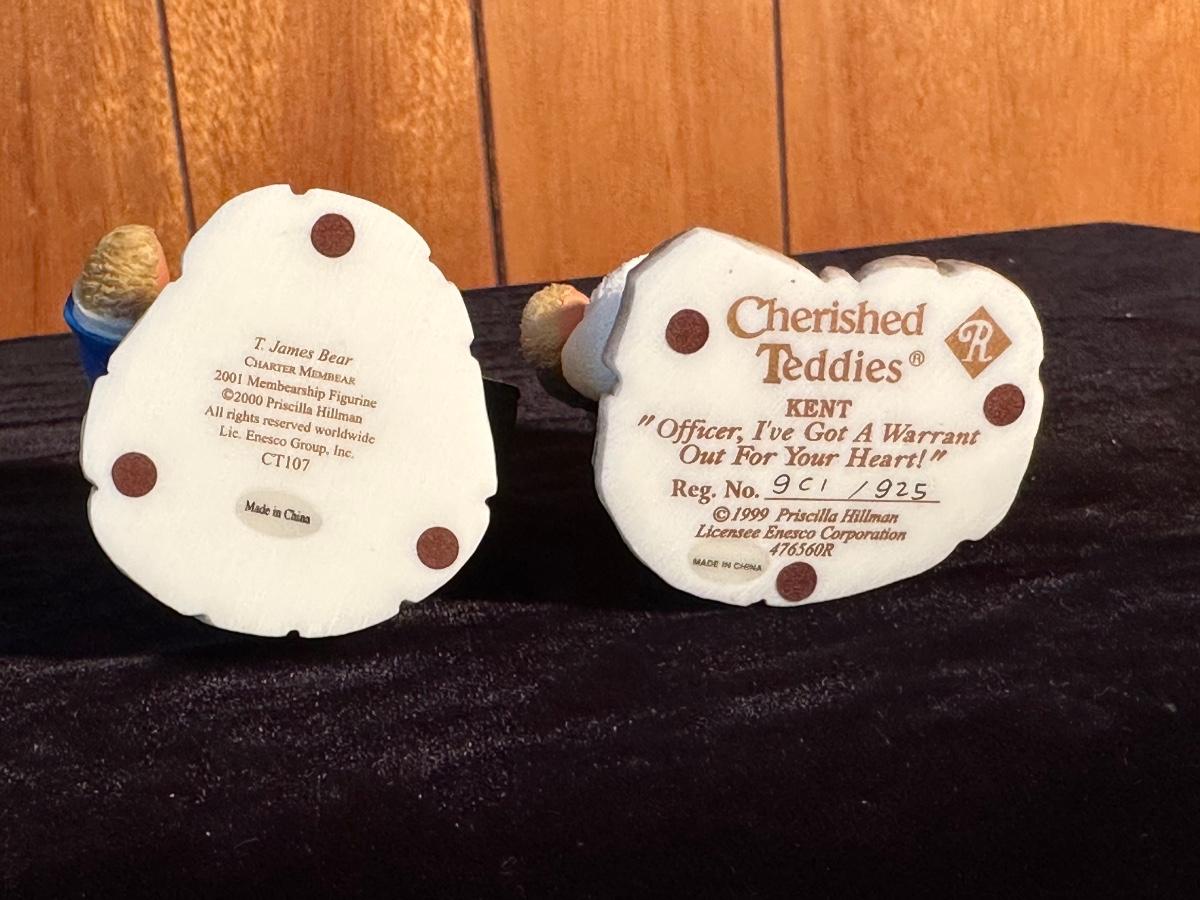 T. James Bear
CHARTER MEMBEAR
2001 Membearship Figurine
©2000 Priscilla Hillman
All rights reserved worldwide
Lic. Enesco Group, Inc.
CT107
Made in China
Cherished
Teddies®
R
KENT
"Officer, I've Got A Warrant
Out For Your Heart!"
Reg. No. 9C1 /925
©1999 Priscilla Hillman
Licensee Enesco Corporation
476560R
MADE IN CHINA